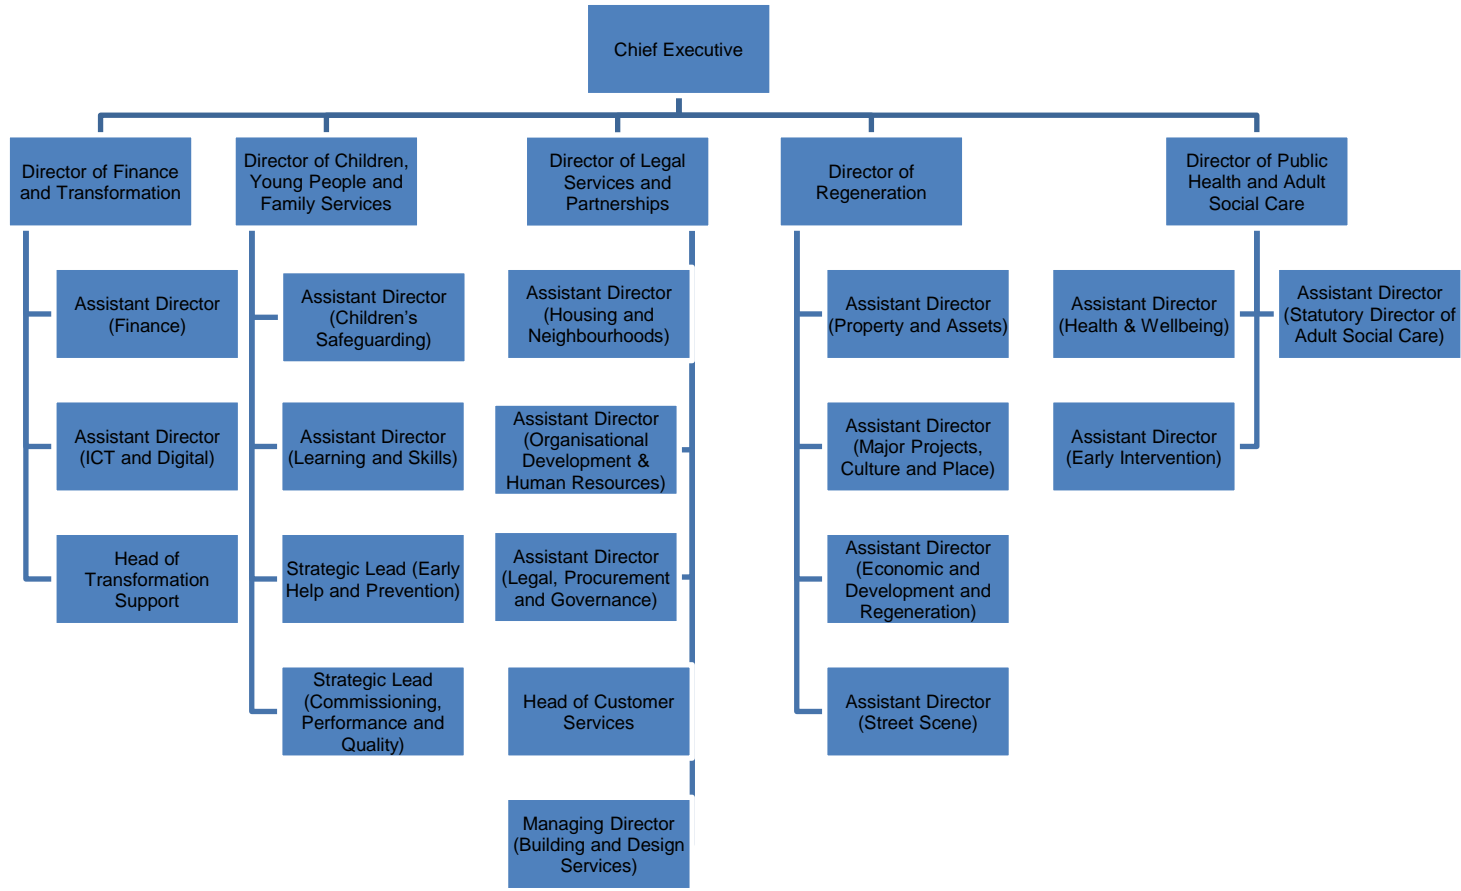 Chief Executive
Director of Finance
and Transformation
Director of Children,
Young People and
Family Services
Director of Legal
Services and
Partnerships
Director of
Regeneration
Director of Public
Health and Adult
Social Care
Assistant Director
(Finance)
Assistant Director
(ICT and Digital)
Head of
Transformation
Support
Assistant Director
(Children’s
Safeguarding)
Assistant Director
(Learning and Skills)
Strategic Lead (Early
Help and Prevention)
Strategic Lead
(Commissioning,
Performance and
Quality)
Assistant Director
(Housing and
Neighbourhoods)
Assistant Director
(Organisational
Development &
Human Resources)
Assistant Director
(Legal, Procurement
and Governance)
Head of Customer
Services
Managing Director
(Building and Design
Services)
Assistant Director
(Property and Assets)
Assistant Director
(Major Projects,
Culture and Place)
Assistant Director
(Economic and
Development and
Regeneration)
Assistant Director
(Street Scene)
Assistant Director
(Health & Wellbeing)
Assistant Director
(Statutory Director of
Adult Social Care)
Assistant Director
(Early Intervention)